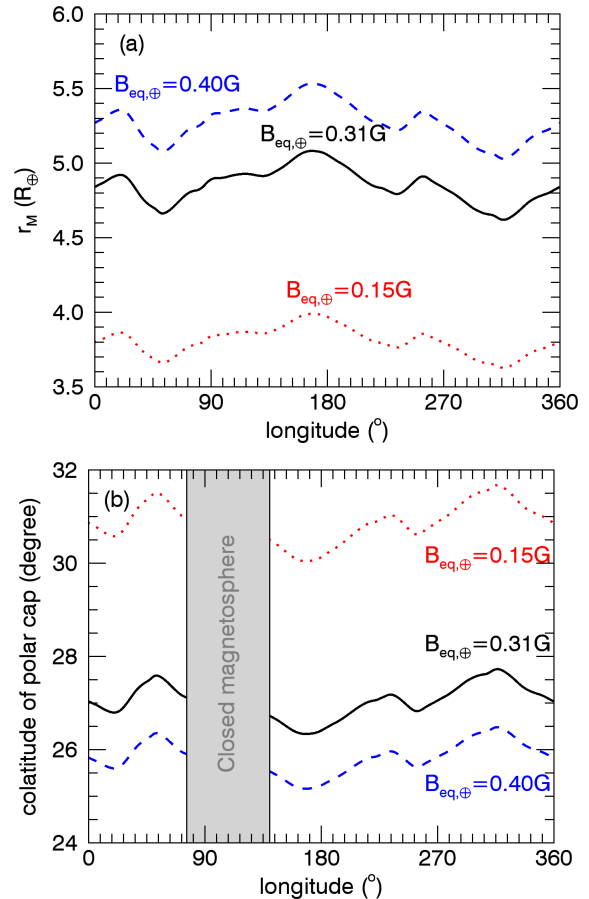 6.0
(a)
B_eq,⊕=0.40G
5.5
B_eq,⊕=0.31G
5.0
r_M (R_⊕)
4.5
B_eq,⊕=0.15G
4.0
3.5
0 90 180 270 360
longitude (°)
32
(b)
B_eq,⊕=0.15G
30
B_eq,⊕=0.31G
28
colatitude of polar cap (degree)
Closed magnetosphere
26
B_eq,⊕=0.40G
24
0 90 180 270 360
longitude (°)